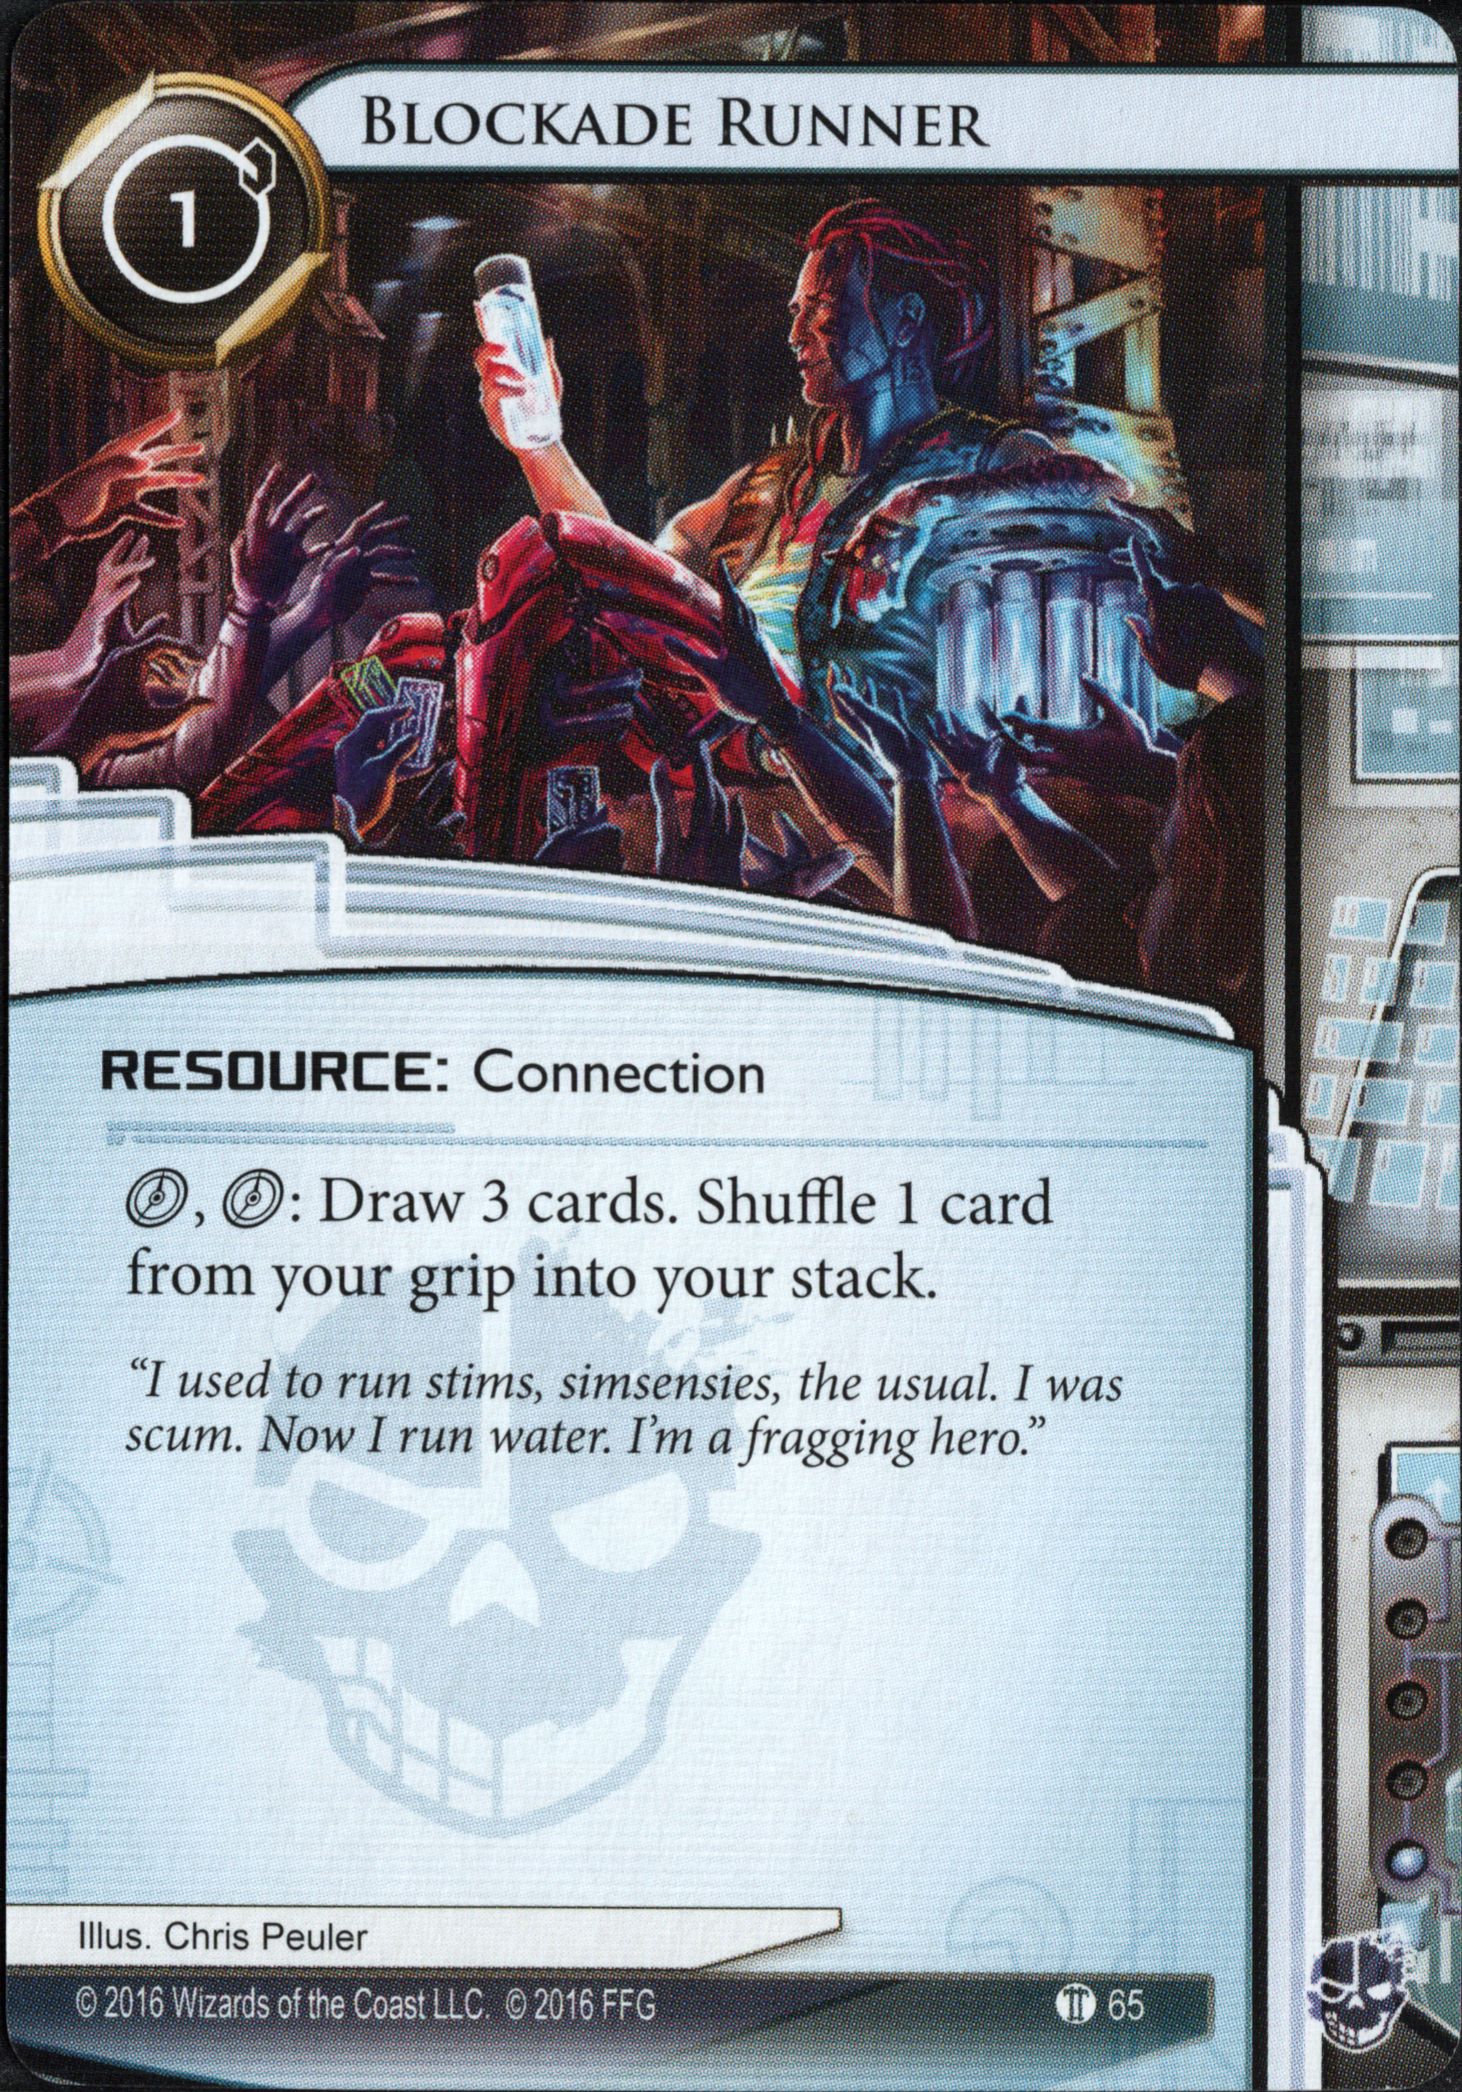 BLOCKADE RUNNER
1
RESOURCE: Connection
, : Draw 3 cards. Shuffle 1 card
from your grip into your stack.
“I used to run stims, simsensies, the usual. I was
scum. Now I run water. I’m a fragging hero.”
Illus. Chris Peuler
© 2016 Wizards of the Coast LLC. © 2016 FFG
65